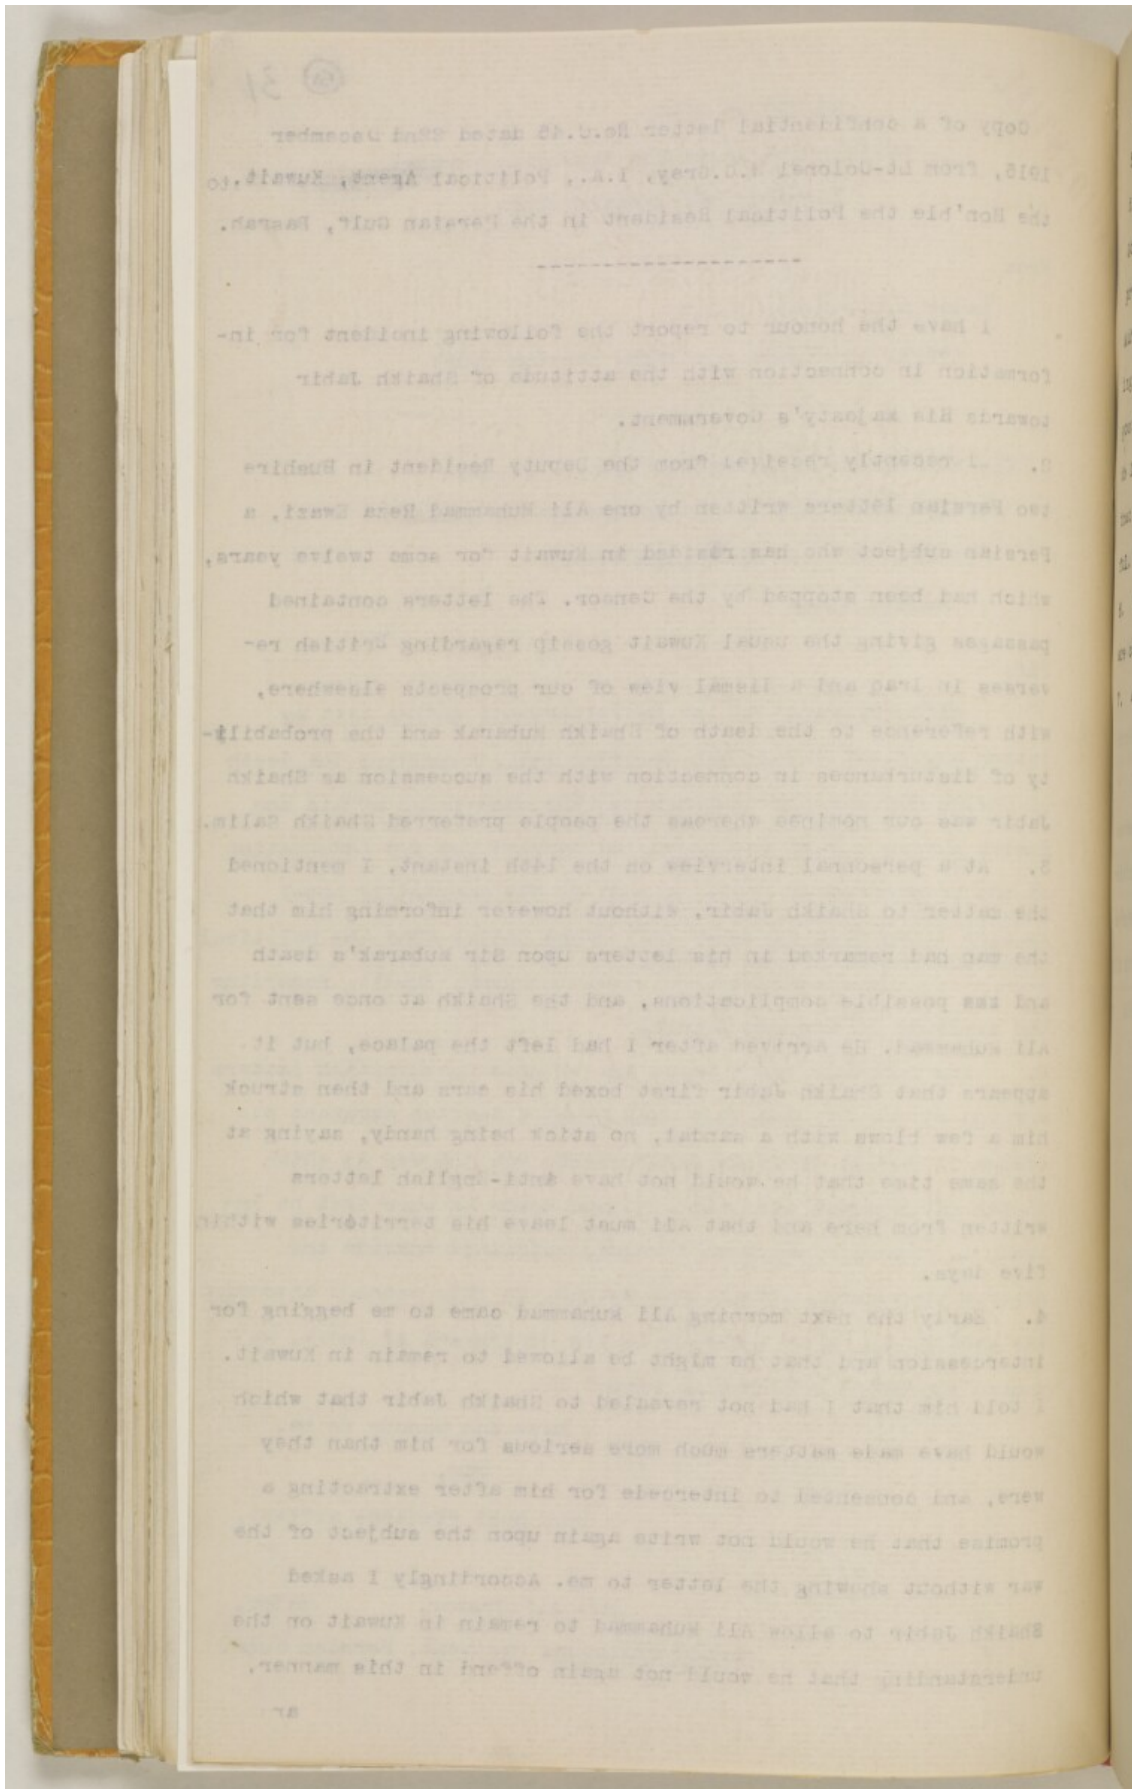 31
Copy of a confidential letter No.C.45 dated 22nd December
1915, from Lt-Colonel W.G.Grey, I.A., Political Agent, Kuwait, to
the Hon'ble the Political Resident in the Persian Gulf, Basrah.
--------------------
I have the honour to report the following incident for in-
formation in connection with the attitude of Shaikh Jabir
towards His Majesty's Government.
2. I recently received from the Deputy Resident in Bushire
two Persian letters written by one Ali Muhammad Reza Ewazi, a
Persian subject who has resided in Kuwait for some twelve years,
which had been stopped by the Censor. The letters contained
passages giving the usual Kuwait gossip regarding British re-
verses in Iraq and a dismal view of our prospects elsewhere,
with reference to the death of Shaikh Mubarak and the probabili-
ty of disturbances in connection with the succession as Shaikh
Jabir was our nominee whereas the people preferred Shaikh Salim.
3. At a personnal interview on the 14th instant, I mentioned
the matter to Shaikh Jabir, without however informing him that
the man had remarked in his letters upon Sir Mubarak's death
and its possible complications, and the Shaikh at once sent for
Ali Muhammad. He arrived after I had left the palace, but it
appears that Shaikh Jabir first boxed his ears and then struck
him a few blows with a sandal, no stick being handy, saying at
the same time that he would not have anti-English letters
written from here and that Ali must leave his territories within
five days.
4. Early the next morning Ali Muhammad came to me begging for
intercession and that he might be allowed to remain in Kuwait.
I told him that I had not revealed to Shaikh Jabir that which
would have made matters much more serious for him than they
were, and consented to intercede for him after extracting a
promise that he would not write again upon the subject of the
war without showing the letter to me. Accordingly I asked
Shaikh Jabir to allow Ali Muhammad to remain in Kuwait on the
understanding that he would not again offend in this manner,
ar